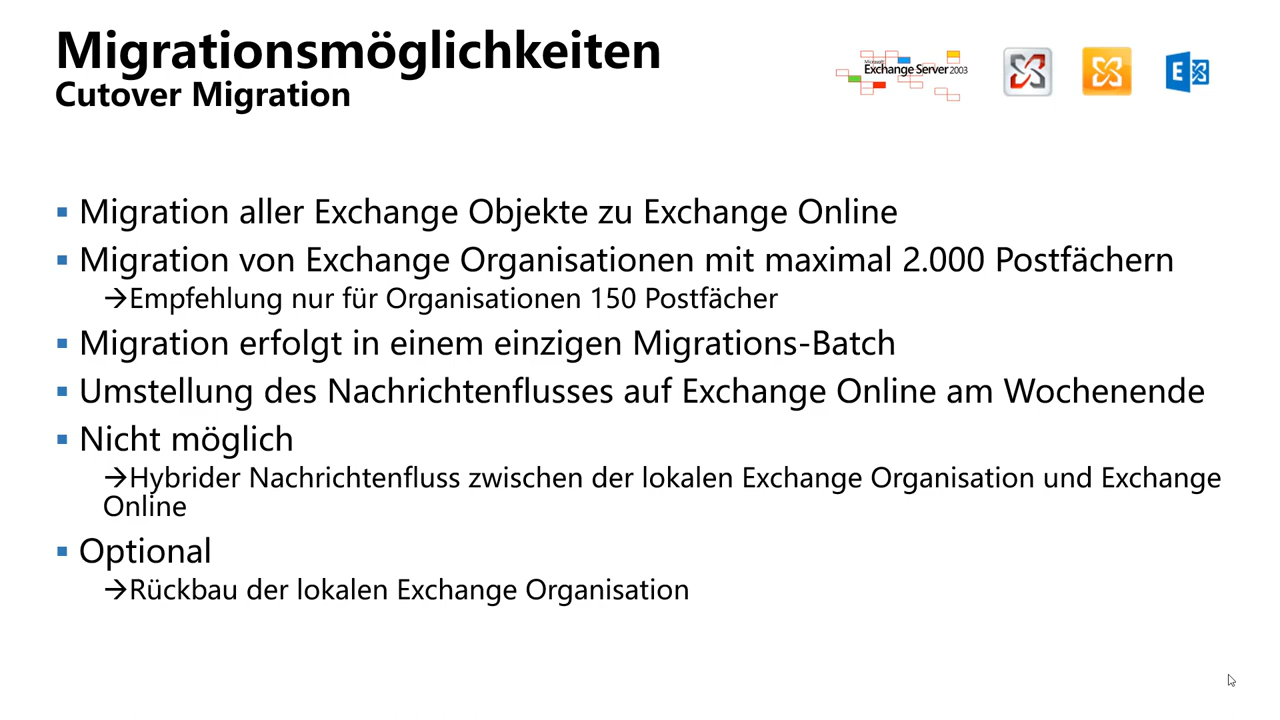 Migrationsmöglichkeiten
Cutover Migration
Microsoft
Exchange Server 2003
E
▪ Migration aller Exchange Objekte zu Exchange Online
▪ Migration von Exchange Organisationen mit maximal 2.000 Postfächern
→Empfehlung nur für Organisationen 150 Postfächer
▪ Migration erfolgt in einem einzigen Migrations-Batch
▪ Umstellung des Nachrichtenflusses auf Exchange Online am Wochenende
▪ Nicht möglich
→Hybrider Nachrichtenfluss zwischen der lokalen Exchange Organisation und Exchange
Online
▪ Optional
→Rückbau der lokalen Exchange Organisation